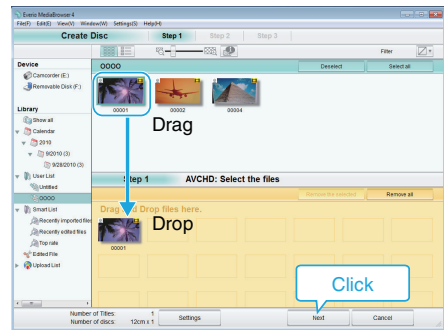 Everio MediaBrowser 4
File(F) Edit(E) View(V) Window(W) Settings(S) Help(H)
Create Disc Step 1 Step 2 Step 3
Filter
Device
Camcorder (E:)
Removable Disk (F:)
Library
Show all
Calendar
2010
9/2010 (3)
9/28/2010 (3)
User List
Untitled
OOOO
Smart List
Recently imported files
Recently edited files
Top rate
Edited File
Upload List
OOOO Deselect Select all
00001 00002 00004
Drag
Step 1 AVCHD: Select the files
Remove the selected Remove all
Drag and Drop files here.
Drop
00001
Click
Number of Titles: 1
Number of discs: 12cm x 1
Settings Next Cancel